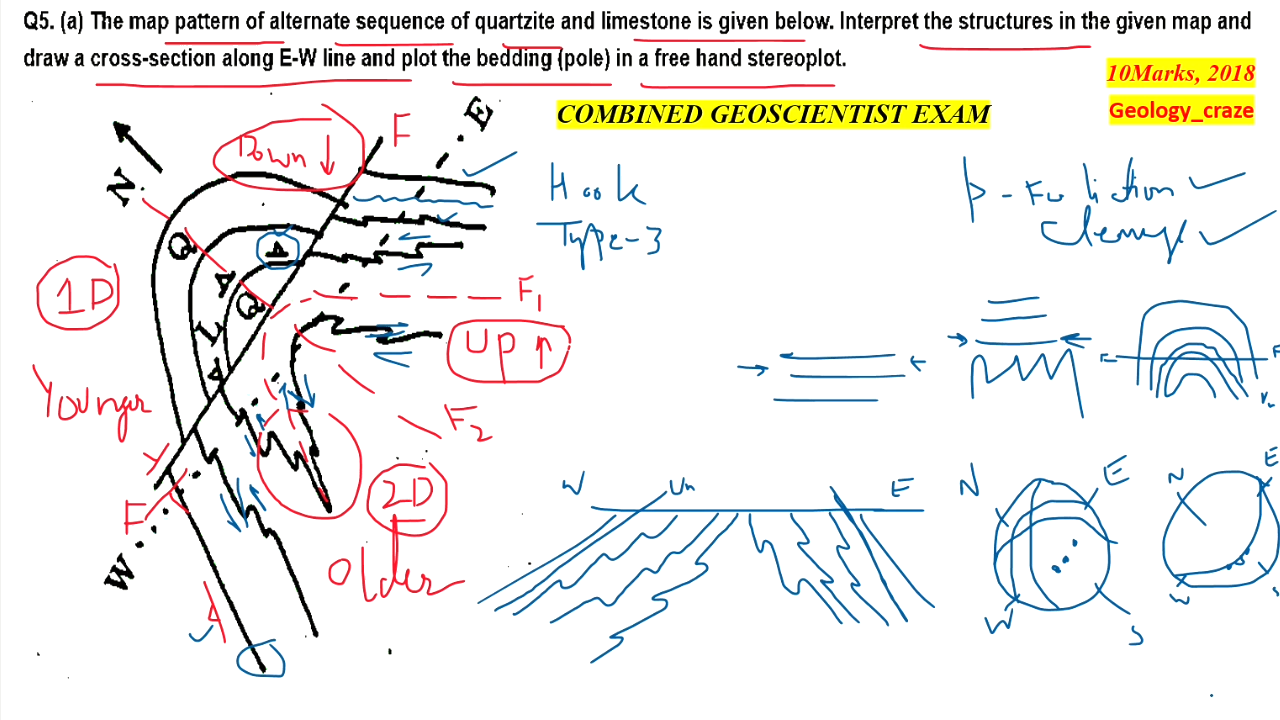 Q5. (a) The map pattern of alternate sequence of quartzite and limestone is given below. Interpret the structures in the given map and
draw a cross-section along E-W line and plot the bedding (pole) in a free hand stereoplot.
10Marks, 2018
Geology_craze
COMBINED GEOSCIENTIST EXAM
E
F
Down ↓
N
Hook
Type-3
Q
L
Q
1D
F1
UP ↑
Younger
F2
F
2D
older
W
W
Un
E
N
E
W
S
N
E
W